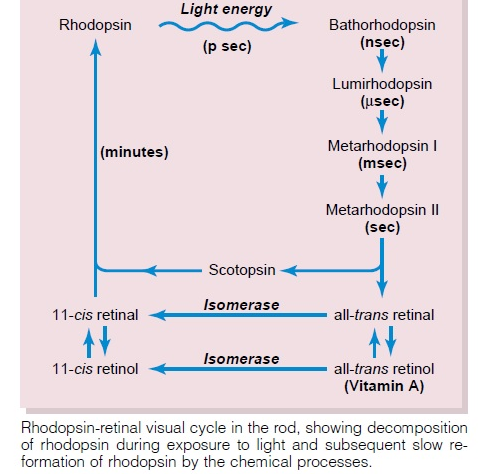 Light energy
Rhodopsin
Bathorhodopsin
(p sec)
(nsec)
Lumirhodopsin
(μsec)
Metarhodopsin I
(minutes)
(msec)
Metarhodopsin II
(sec)
Scotopsin
Isomerase
11-cis retinal
all-trans retinal
Isomerase
11-cis retinol
all-trans retinol
(Vitamin A)
Rhodopsin-retinal visual cycle in the rod, showing decomposition
of rhodopsin during exposure to light and subsequent slow re-
formation of rhodopsin by the chemical processes.